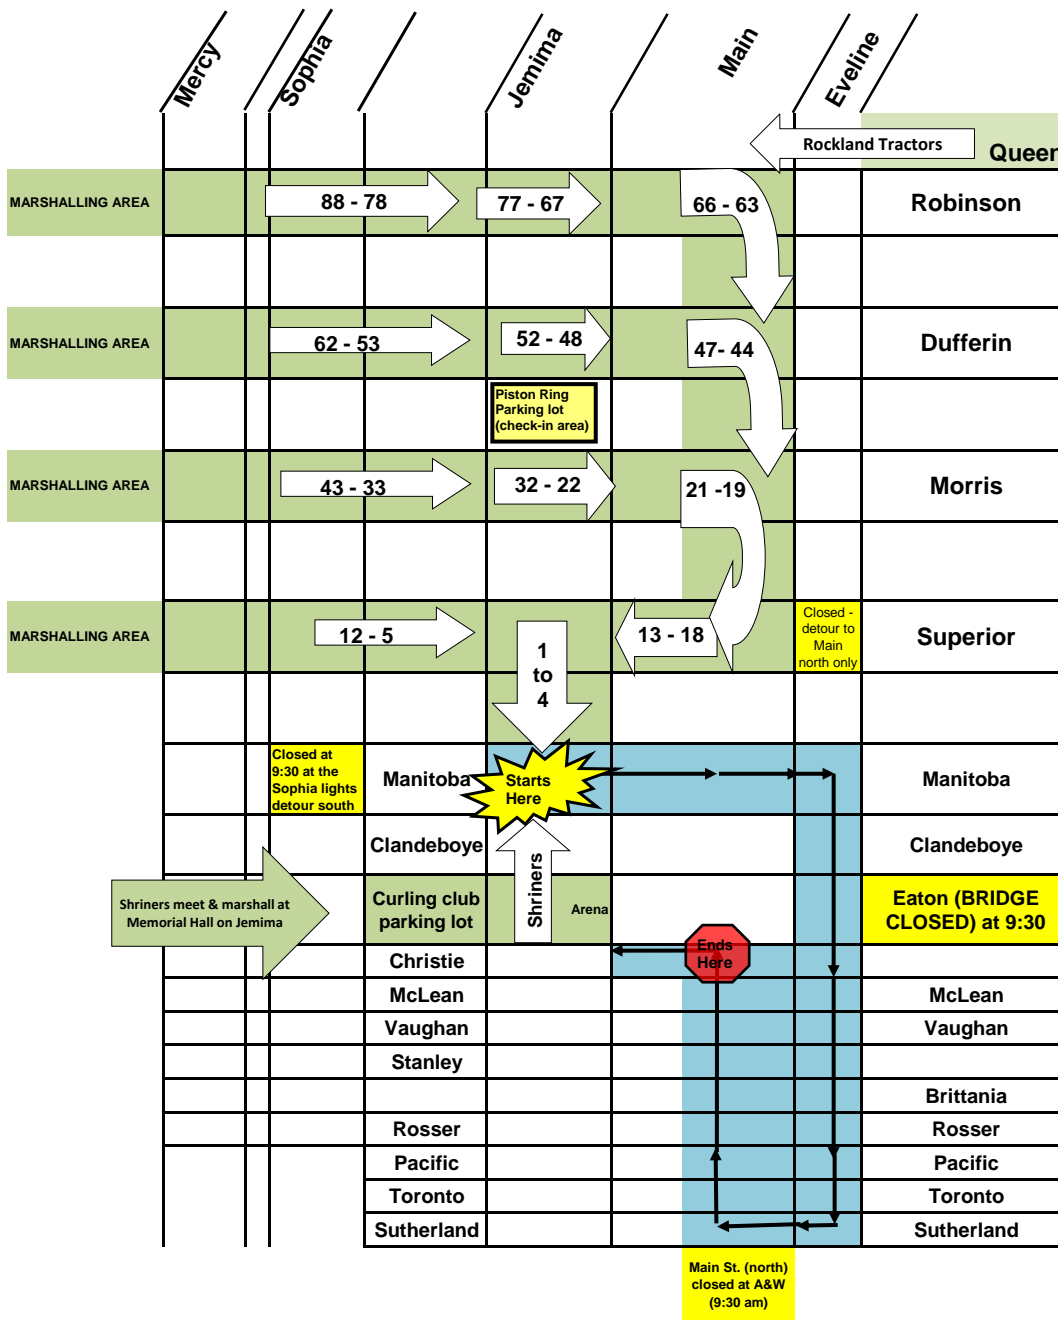 Mercy
Sophia
Jemima
Main
Eveline
Rockland Tractors
Queen
MARSHALLING AREA
88 - 78
77 - 67
66 - 63
Robinson
MARSHALLING AREA
62 - 53
52 - 48
47- 44
Dufferin
Piston Ring
Parking lot
(check-in area)
MARSHALLING AREA
43 - 33
32 - 22
21 -19
Morris
MARSHALLING AREA
12 - 5
1
to
4
13 - 18
Closed -
detour to
Main
north only
Superior
Closed at
9:30 at the
Sophia lights
detour south
Manitoba
Starts
Here
Manitoba
Clandeboye
Clandeboye
Shriners meet & marshall at
Memorial Hall on Jemima
Curling club
parking lot
Shriners
Arena
Eaton (BRIDGE
CLOSED) at 9:30
Christie
Ends
Here
McLean
McLean
Vaughan
Vaughan
Stanley
Brittania
Rosser
Rosser
Pacific
Pacific
Toronto
Toronto
Sutherland
Sutherland
Main St. (north)
closed at A&W
(9:30 am)